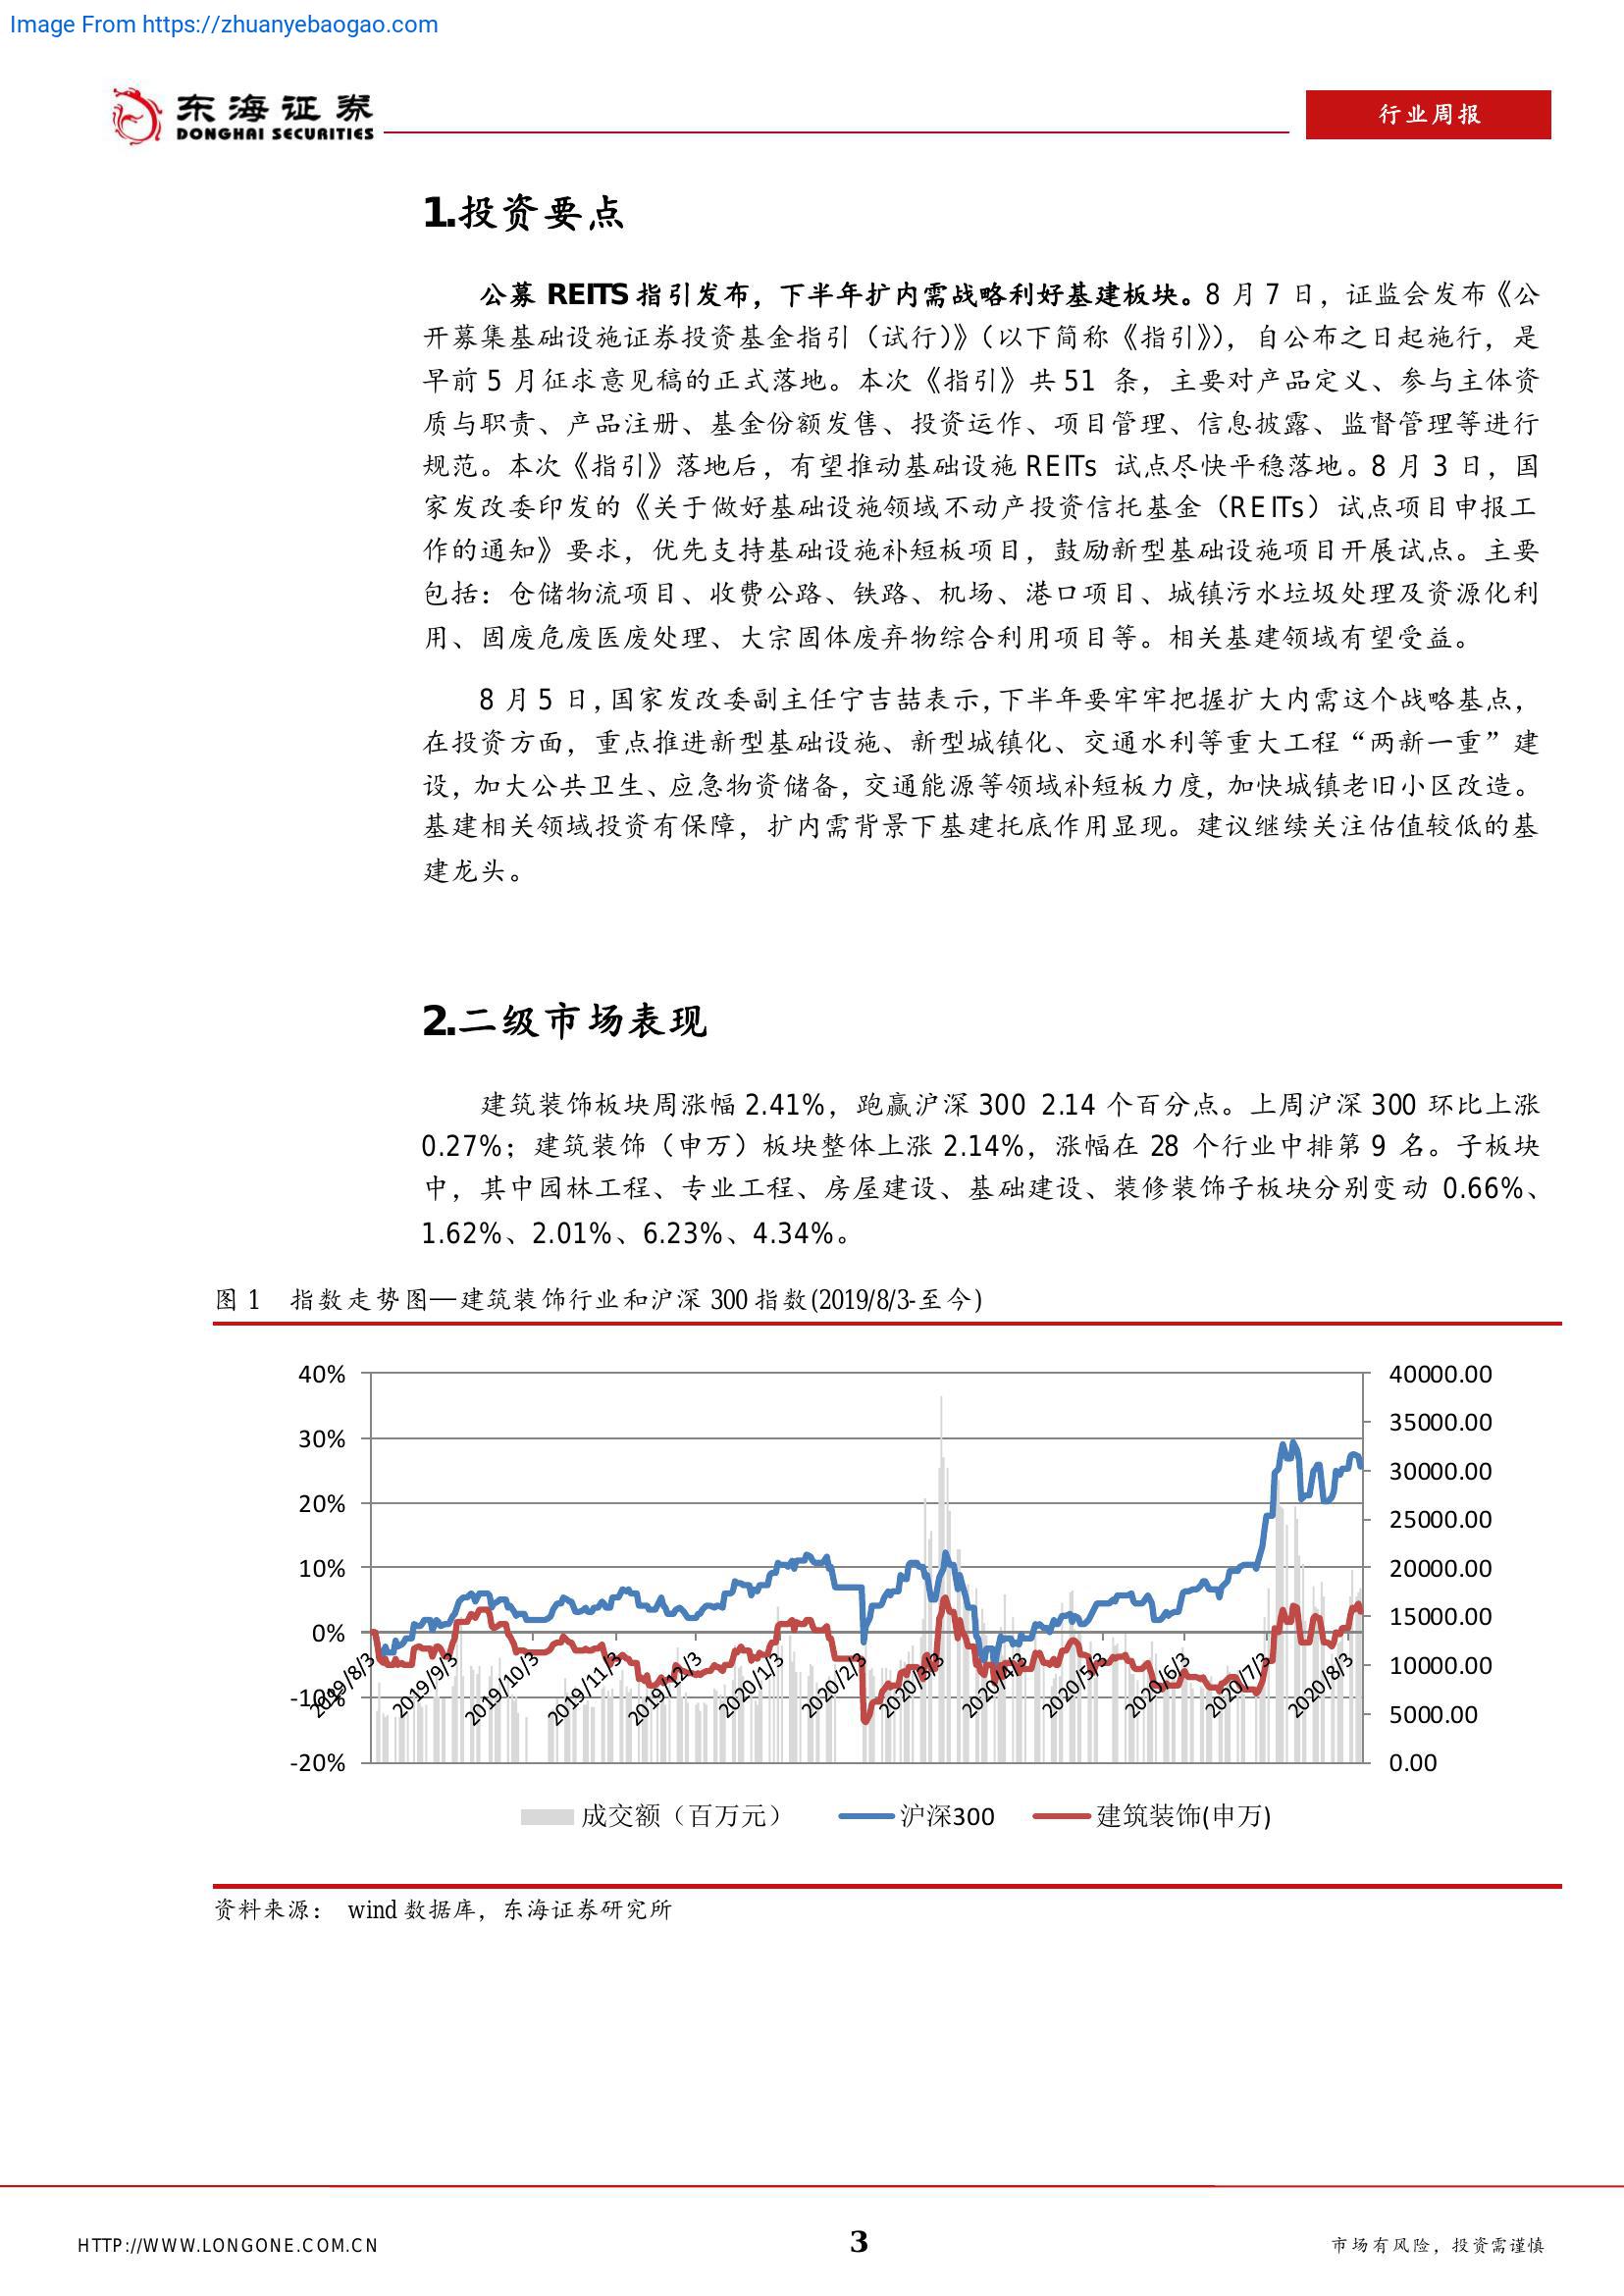 Image From https://zhuanyebaogao.com
东海证券
DONGHAI SECURITIES
行业周报
1.投资要点
公募 REITS 指引发布，下半年扩内需战略利好基建板块。8 月 7 日，证监会发布《公
开募集基础设施证券投资基金指引（试行）》（以下简称《指引》），自公布之日起施行，是
早前 5 月征求意见稿的正式落地。本次《指引》共 51 条，主要对产品定义、参与主体资
质与职责、产品注册、基金份额发售、投资运作、项目管理、信息披露、监督管理等进行
规范。本次《指引》落地后，有望推动基础设施 REITs 试点尽快平稳落地。8 月 3 日，国
家发改委印发的《关于做好基础设施领域不动产投资信托基金（REITs）试点项目申报工
作的通知》要求，优先支持基础设施补短板项目，鼓励新型基础设施项目开展试点。主要
包括：仓储物流项目、收费公路、铁路、机场、港口项目、城镇污水垃圾处理及资源化利
用、固废危废医废处理、大宗固体废弃物综合利用项目等。相关基建领域有望受益。
8 月 5 日，国家发改委副主任宁吉喆表示，下半年要牢牢把握扩大内需这个战略基点，
在投资方面，重点推进新型基础设施、新型城镇化、交通水利等重大工程“两新一重”建
设，加大公共卫生、应急物资储备，交通能源等领域补短板力度，加快城镇老旧小区改造。
基建相关领域投资有保障，扩内需背景下基建托底作用显现。建议继续关注估值较低的基
建龙头。
2.二级市场表现
建筑装饰板块周涨幅 2.41%，跑赢沪深 300 2.14 个百分点。上周沪深 300 环比上涨
0.27%；建筑装饰（申万）板块整体上涨 2.14%，涨幅在 28 个行业中排第 9 名。子板块
中，其中园林工程、专业工程、房屋建设、基础建设、装修装饰子板块分别变动 0.66%、
1.62%、2.01%、6.23%、4.34%。
图 1 指数走势图—建筑装饰行业和沪深 300 指数(2019/8/3-至今)
40%
30%
20%
10%
0%
-10%
-20%
40000.00
35000.00
30000.00
25000.00
20000.00
15000.00
10000.00
5000.00
0.00
2019/8/3
2019/9/3
2019/10/3
2019/11/3
2019/12/3
2020/1/3
2020/2/3
2020/3/3
2020/4/3
2020/5/3
2020/6/3
2020/7/3
2020/8/3
成交额（百万元） 沪深300 建筑装饰(申万)
资料来源： wind 数据库，东海证券研究所
HTTP://WWW.LONGONE.COM.CN
3
市场有风险，投资需谨慎